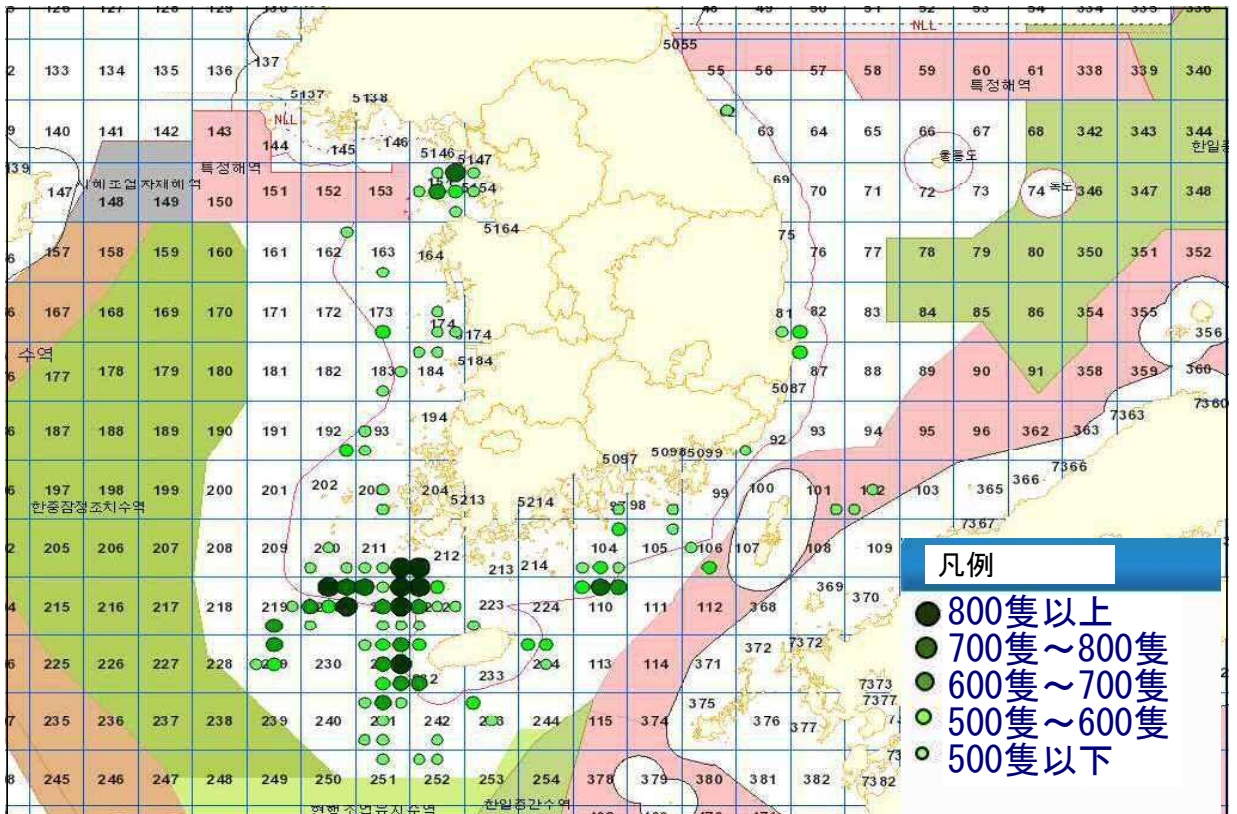 NLL
5055
133 134 135 136 137 55 56 57 58 59 60 61 338 339 340
특정해역
5137 5138
NLL
140 141 142 143 144 145 146 63 64 65 66 67 68 342 343 344
5146 5147
울릉도
특정해역
139 147 148 149 150 151 152 153 5154 69 70 71 72 73 74 독도 346 347 348
5164
157 158 159 160 161 162 163 164 75 76 77 78 79 80 350 351 352
167 168 169 170 171 172 173 174 5174 81 82 83 84 85 86 354 355 356
수역
5184
177 178 179 180 181 182 183 184 87 88 89 90 91 358 359 360
5087
7360
7363
187 188 189 190 191 192 93 194 92 93 94 95 96 362 363
5097 5098 5099
7366
197 198 199 200 201 202 204 5213 5214 98 99 100 101 103 365 366
한중잠정조치수역
7367
205 206 207 208 209 211 212 104 105 106 107 108 109
213 214
凡例
215 216 217 218 219 223 224 110 111 112 368 369 370
800隻以上
700隻～800隻
372 7372
225 226 227 228 230 233 113 114 371
600隻～700隻
7373
7377
375
235 236 237 238 239 240 242 244 115 374 376 377
500隻～600隻
500隻以下
245 246 247 248 249 250 251 252 253 254 378 379 380 381 382 7382
현행조업유지수역
한일중간수역